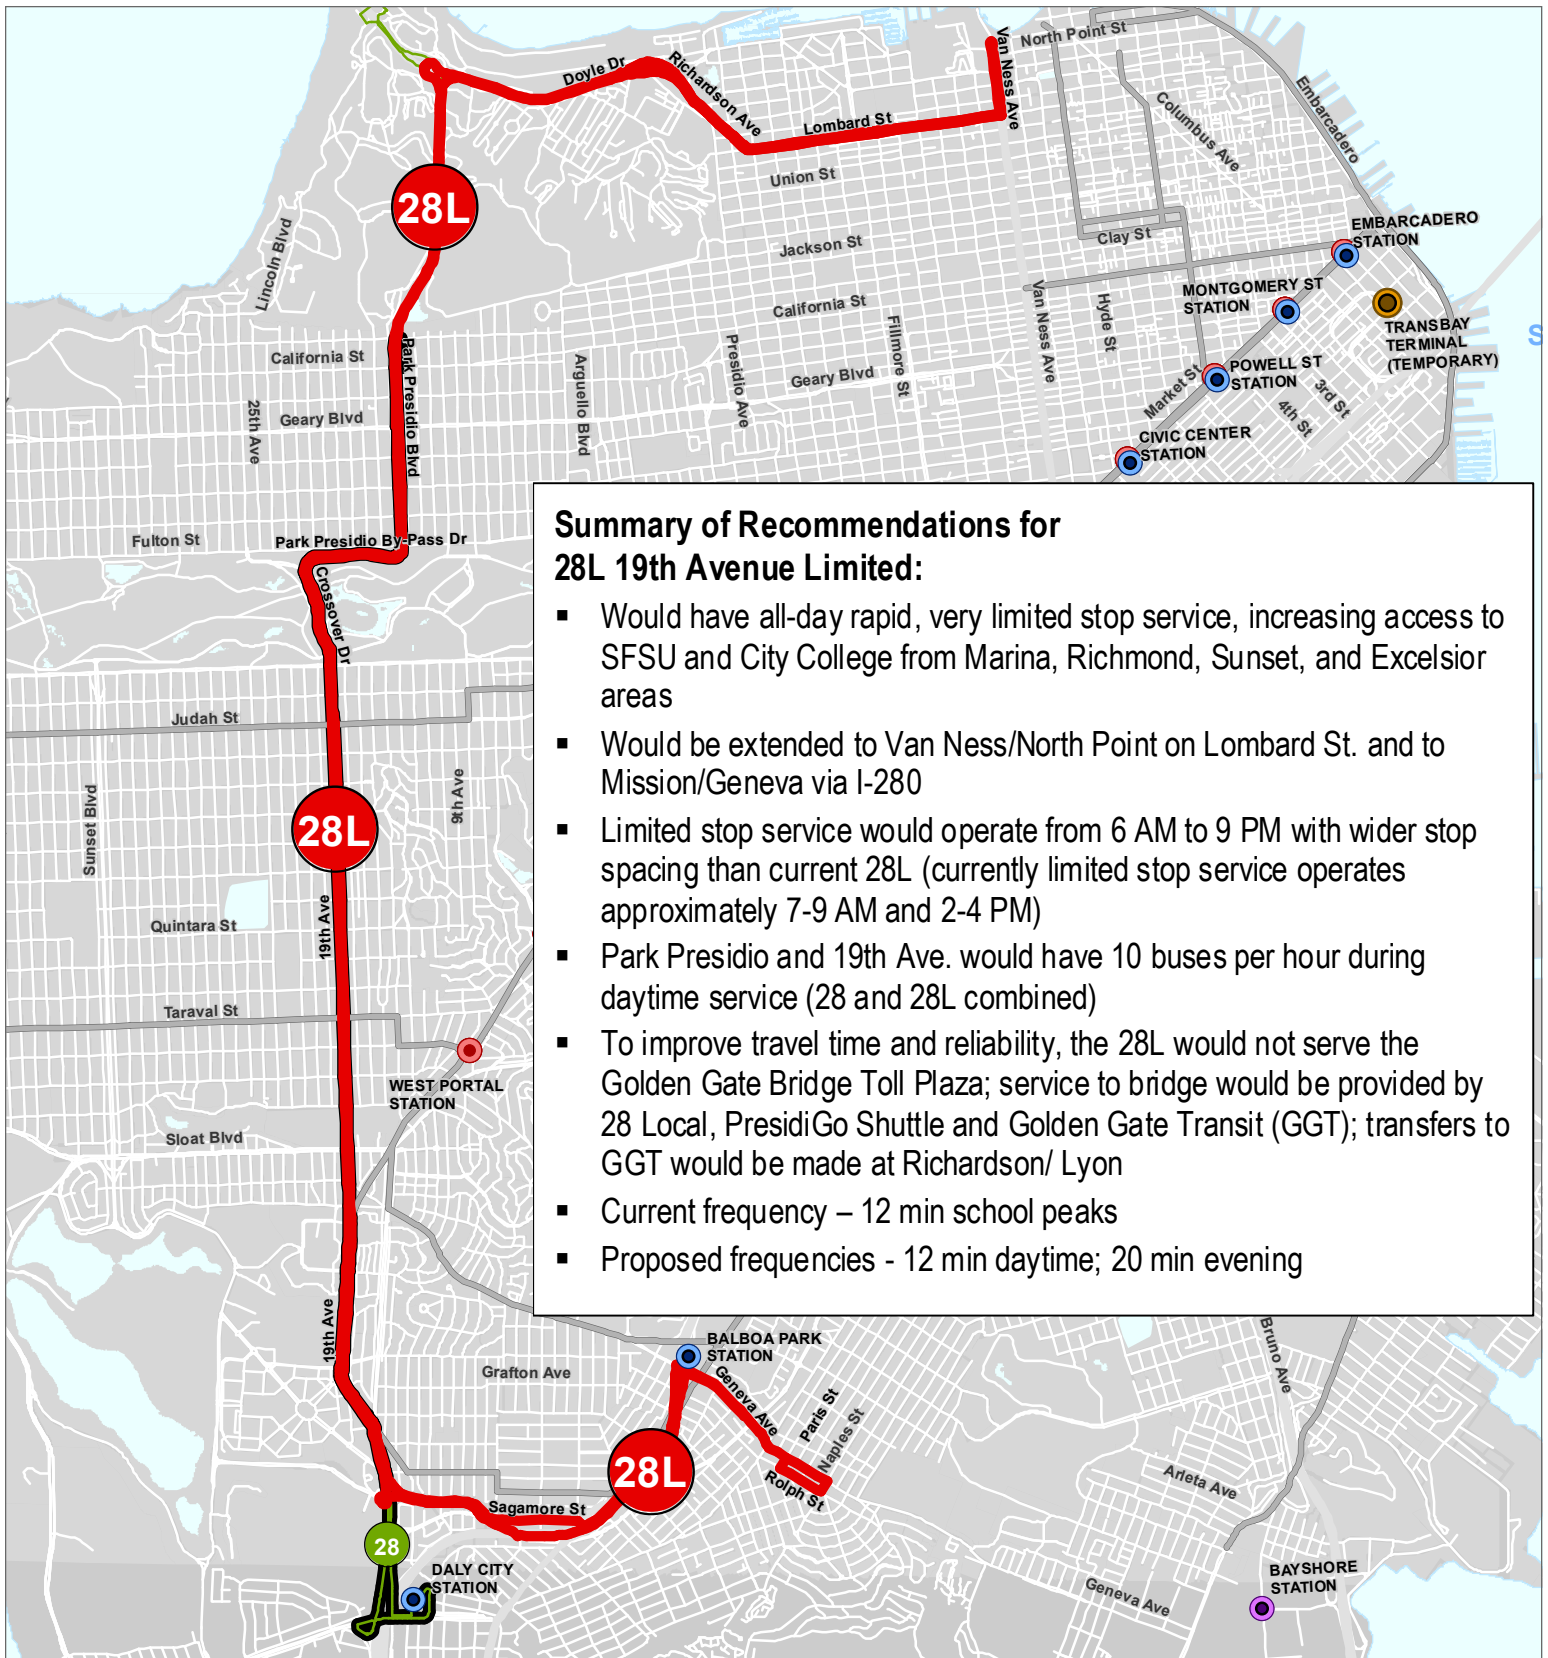 North Point St
Van Ness Ave
Doyle Dr
Richardson Ave
Lombard St
Columbus Ave
Embarcadero
Union St
28L
Lincoln Blvd
Jackson St
Clay St
EMBARCADERO
STATION
California St
Van Ness Ave
Hyde St
MONTGOMERY ST
STATION
TRANSBAY
TERMINAL
(TEMPORARY)
S
California St
Park Presidio Blvd
Arguello Blvd
Presidio Ave
Fillmore St
Geary Blvd
Market St
POWELL ST
STATION
3rd St
4th St
25th Ave
Geary Blvd
CIVIC CENTER
STATION
Fulton St
Park Presidio By-Pass Dr
Crossover Dr
Summary of Recommendations for
28L 19th Avenue Limited:
▪ Would have all-day rapid, very limited stop service, increasing access to
SFSU and City College from Marina, Richmond, Sunset, and Excelsior
areas
▪ Would be extended to Van Ness/North Point on Lombard St. and to
Mission/Geneva via I-280
▪ Limited stop service would operate from 6 AM to 9 PM with wider stop
spacing than current 28L (currently limited stop service operates
approximately 7-9 AM and 2-4 PM)
▪ Park Presidio and 19th Ave. would have 10 buses per hour during
daytime service (28 and 28L combined)
▪ To improve travel time and reliability, the 28L would not serve the
Golden Gate Bridge Toll Plaza; service to bridge would be provided by
28 Local, PresidiGo Shuttle and Golden Gate Transit (GGT); transfers to
GGT would be made at Richardson/ Lyon
▪ Current frequency – 12 min school peaks
▪ Proposed frequencies - 12 min daytime; 20 min evening
Judah St
Sunset Blvd
9th Ave
28L
Quintara St
19th Ave
Taraval St
WEST PORTAL
STATION
Sloat Blvd
19th Ave
BALBOA PARK
STATION
Grafton Ave
Geneva Ave
Paris St
Naples St
Bruno Ave
28L
Rolph St
Arleta Ave
Sagamore St
28
DALY CITY
STATION
Geneva Ave
BAYSHORE
STATION